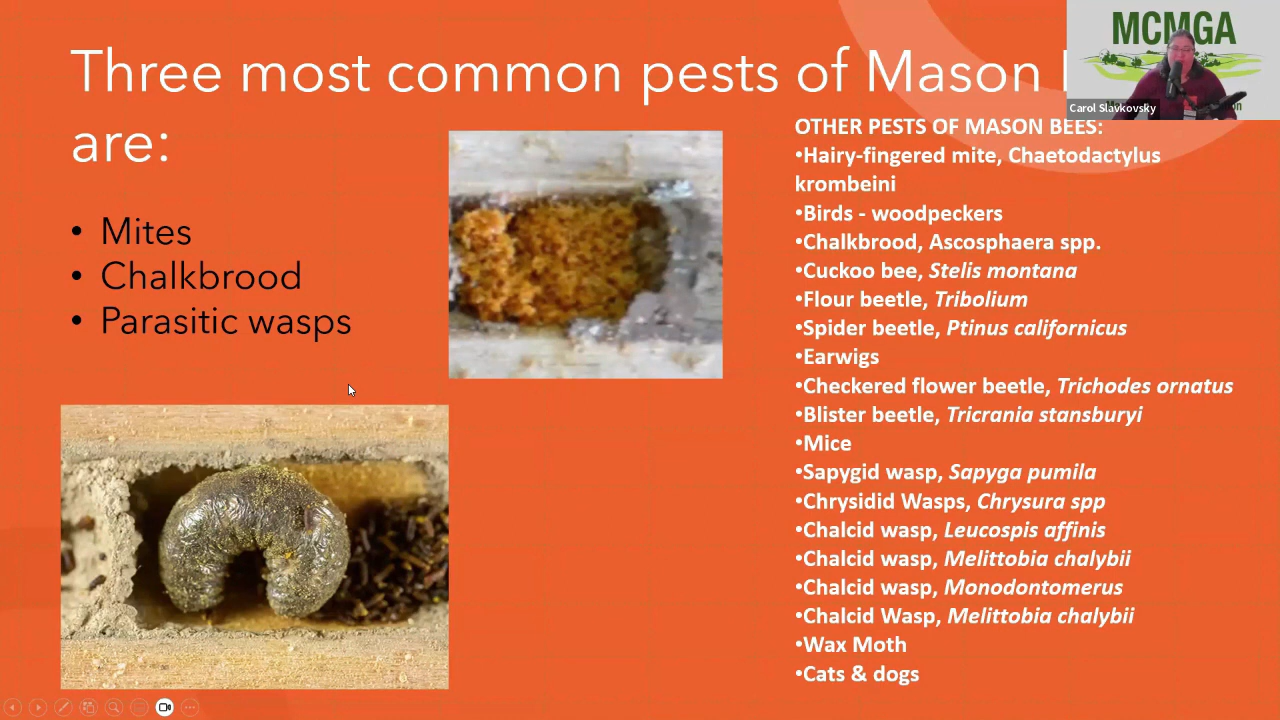 Three most common pests of Mason
are:
• Mites
• Chalkbrood
• Parasitic wasps
MCMGA
Carol Slavkovsky
OTHER PESTS OF MASON BEES:
•Hairy-fingered mite, Chaetodactylus
krombeini
•Birds - woodpeckers
•Chalkbrood, Ascosphaera spp.
•Cuckoo bee, Stelis montana
•Flour beetle, Tribolium
•Spider beetle, Ptinus californicus
•Earwigs
•Checkered flower beetle, Trichodes ornatus
•Blister beetle, Tricrania stansburyi
•Mice
•Sapygid wasp, Sapyga pumila
•Chrysidid Wasps, Chrysura spp
•Chalcid wasp, Leucospis affinis
•Chalcid wasp, Melittobia chalybii
•Chalcid wasp, Monodontomerus
•Chalcid Wasp, Melittobia chalybii
•Wax Moth
•Cats & dogs